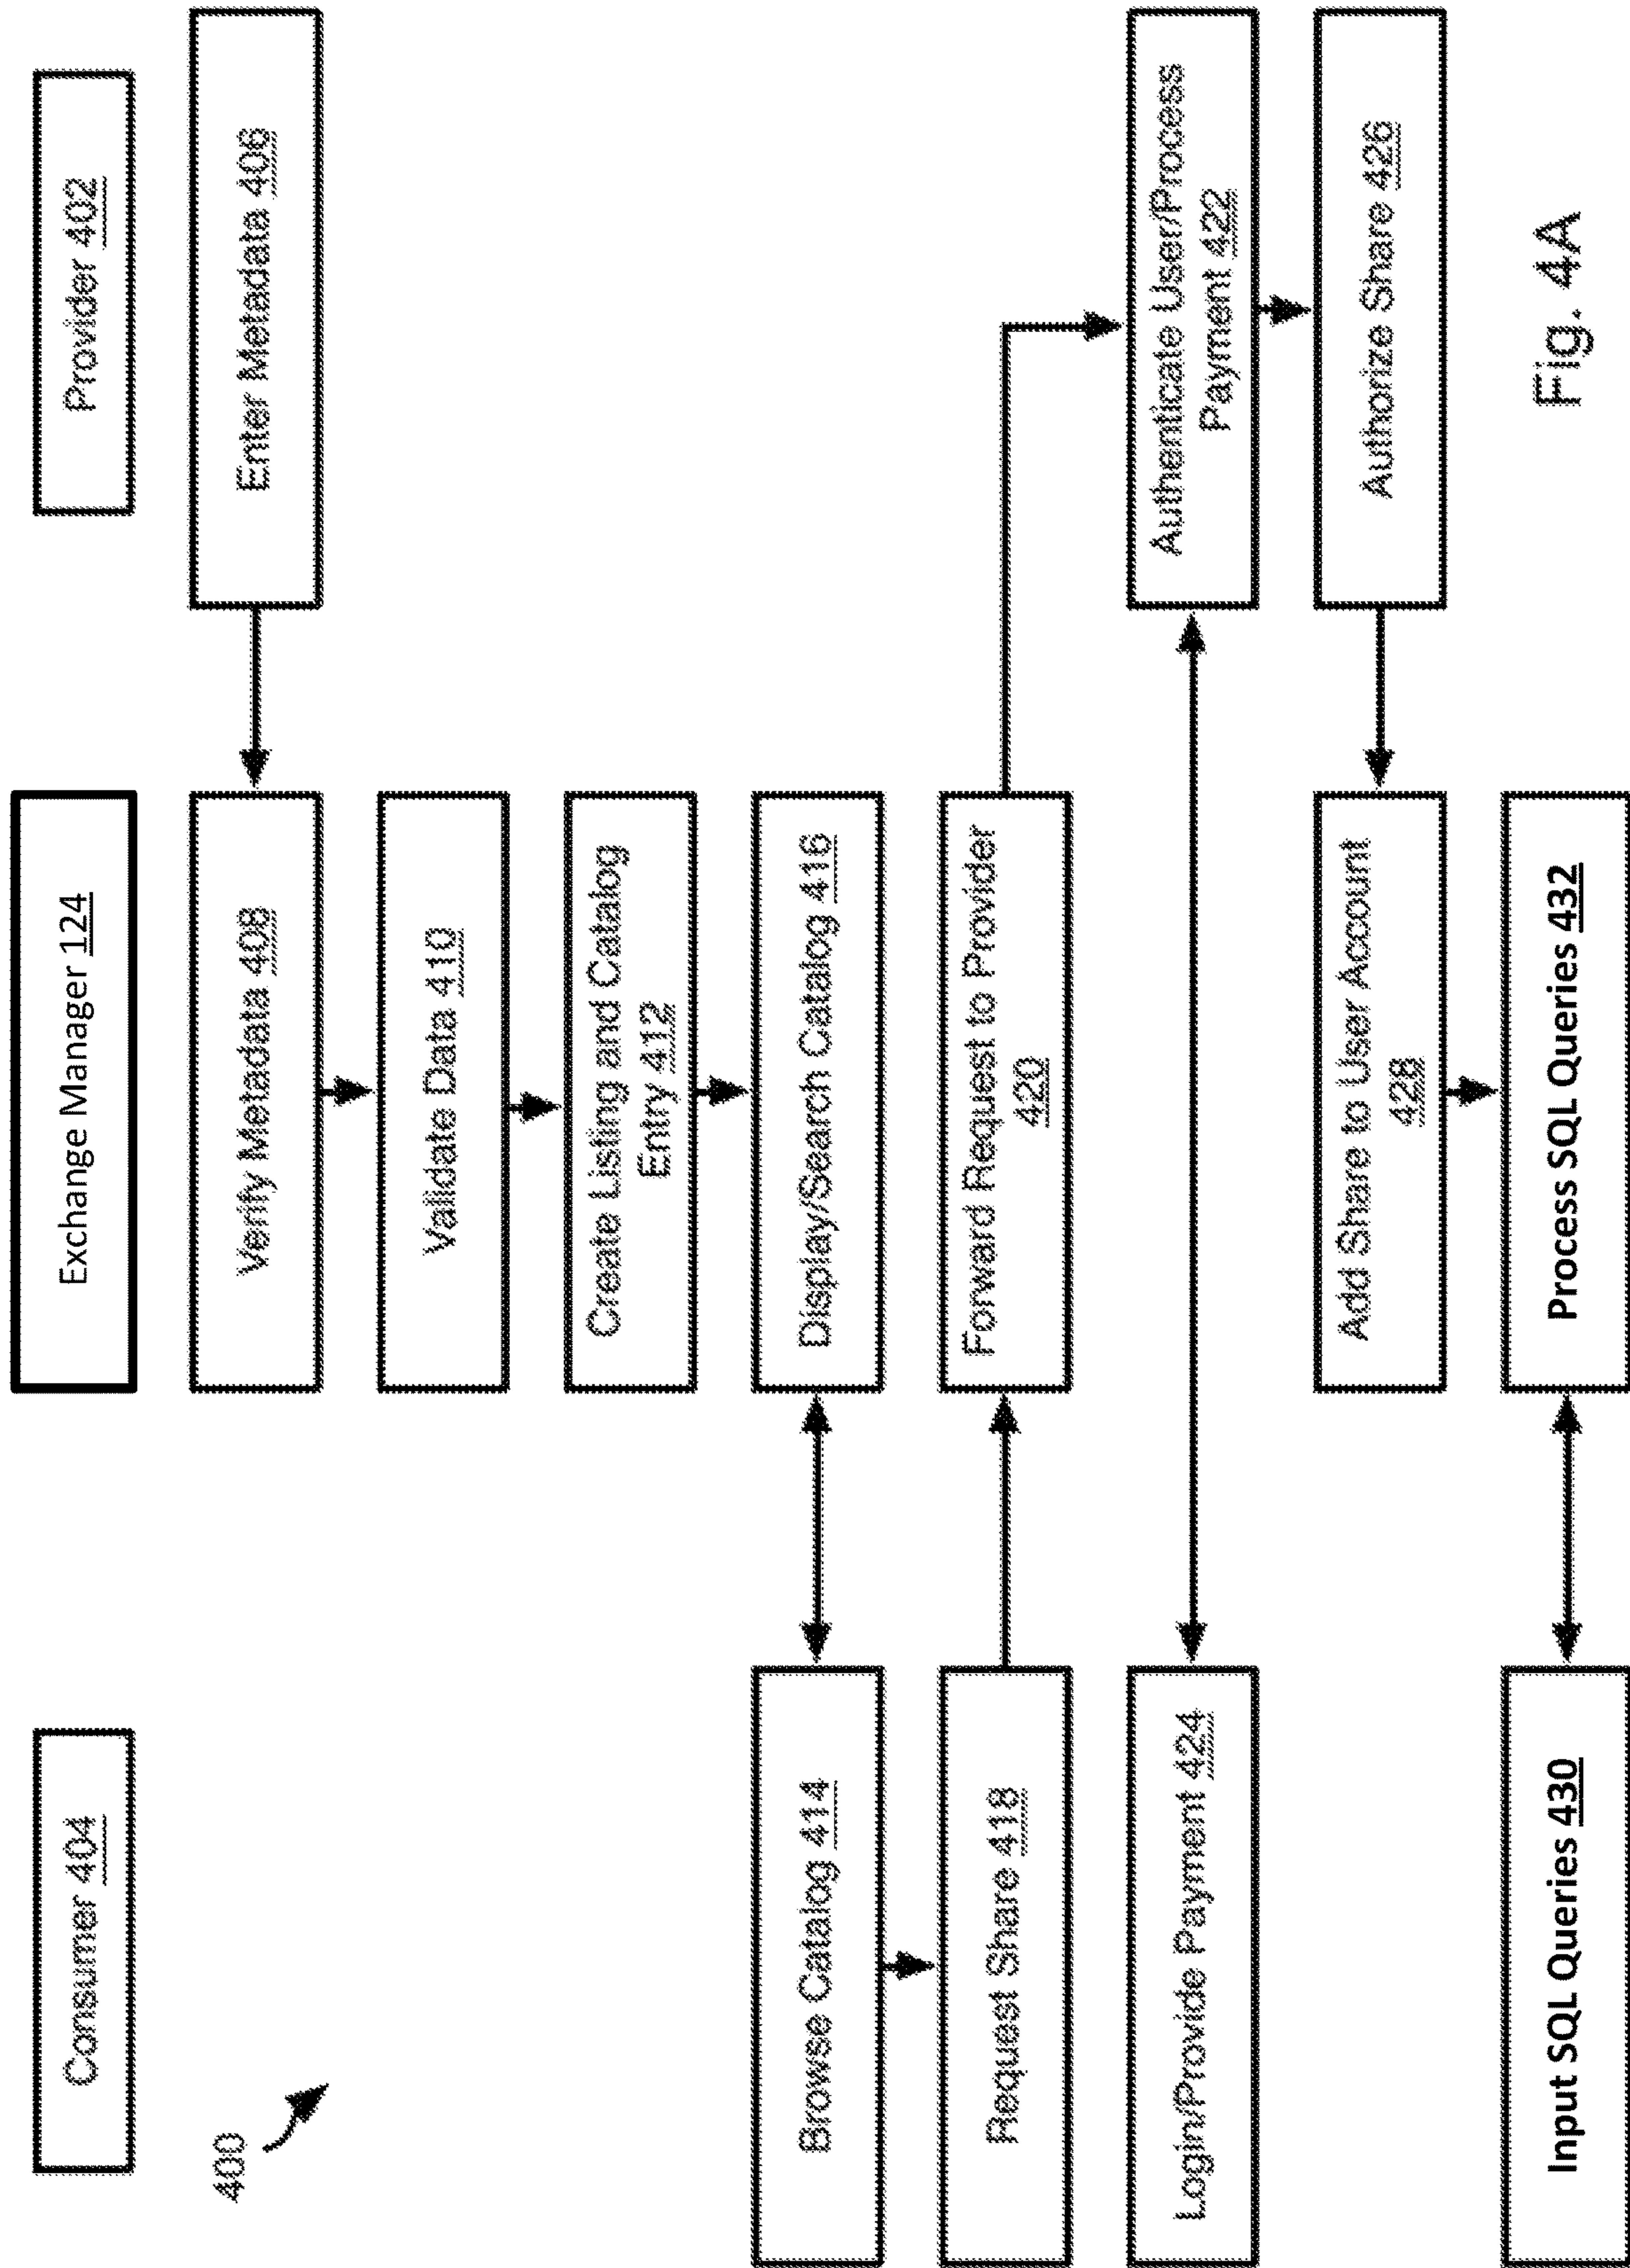 400
Consumer 404
Exchange Manager 124
Provider 402
Enter Metadata 406
Verify Metadata 408
Validate Data 410
Create Listing and Catalog
Entry 412
Browse Catalog 414
Display/Search Catalog 416
Request Share 418
Forward Request to Provider
420
Login/Provide Payment 424
Authenticate User/Process
Payment 422
Add Share to User Account
428
Authorize Share 426
Input SQL Queries 430
Process SQL Queries 432
Fig. 4A